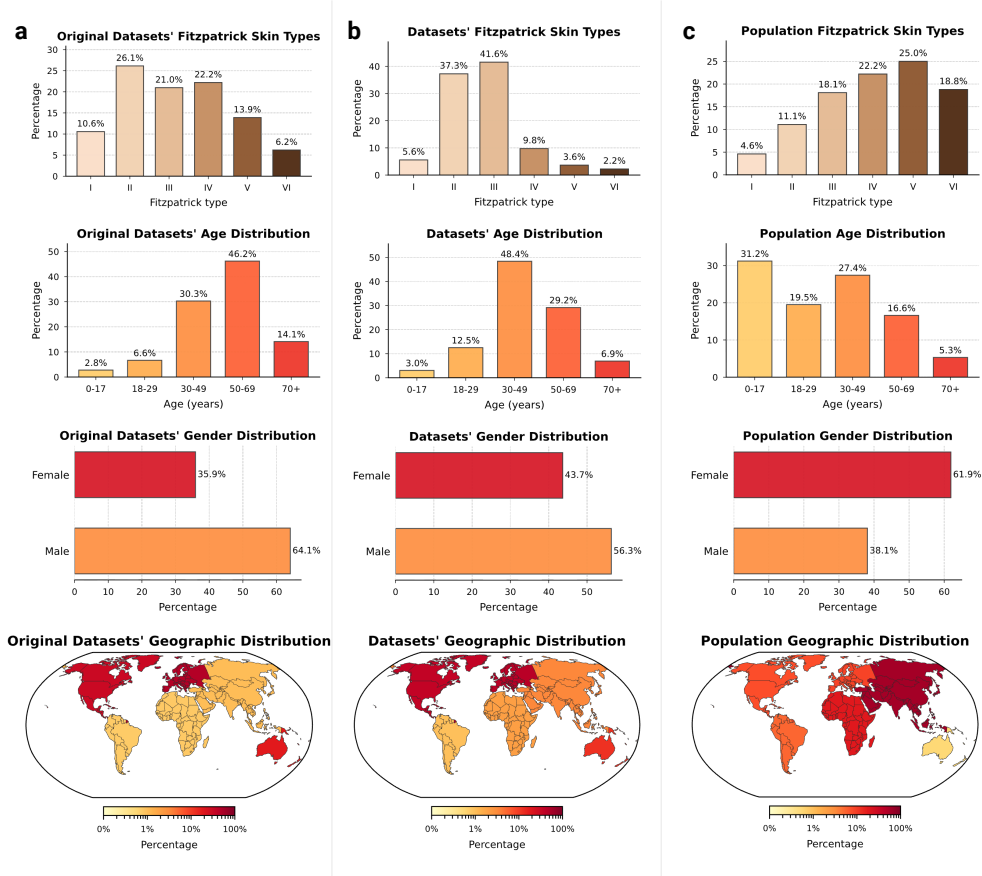 a
Original Datasets' Fitzpatrick Skin Types
Percentage
30
25
20
15
10
5
0
10.6%
26.1%
21.0%
22.2%
13.9%
6.2%
I II III IV V VI
Fitzpatrick type
Original Datasets' Age Distribution
Percentage
50
40
30
20
10
0
2.8%
6.6%
30.3%
46.2%
14.1%
0-17 18-29 30-49 50-69 70+
Age (years)
Original Datasets' Gender Distribution
Female
35.9%
Male
64.1%
0 10 20 30 40 50 60
Percentage
Original Datasets' Geographic Distribution
0% 1% 10% 100%
Percentage
b
Datasets' Fitzpatrick Skin Types
Percentage
40
30
20
10
0
5.6%
37.3%
41.6%
9.8%
3.6%
2.2%
I II III IV V VI
Fitzpatrick type
Datasets' Age Distribution
Percentage
50
40
30
20
10
0
3.0%
12.5%
48.4%
29.2%
6.9%
0-17 18-29 30-49 50-69 70+
Age (years)
Datasets' Gender Distribution
Female
43.7%
Male
56.3%
0 10 20 30 40 50
Percentage
Datasets' Geographic Distribution
0% 1% 10% 100%
Percentage
c
Population Fitzpatrick Skin Types
Percentage
25
20
15
10
5
0
4.6%
11.1%
18.1%
22.2%
25.0%
18.8%
I II III IV V VI
Fitzpatrick type
Population Age Distribution
Percentage
30
20
10
0
31.2%
19.5%
27.4%
16.6%
5.3%
0-17 18-29 30-49 50-69 70+
Age (years)
Population Gender Distribution
Female
61.9%
Male
38.1%
0 10 20 30 40 50 60
Percentage
Population Geographic Distribution
0% 1% 10% 100%
Percentage